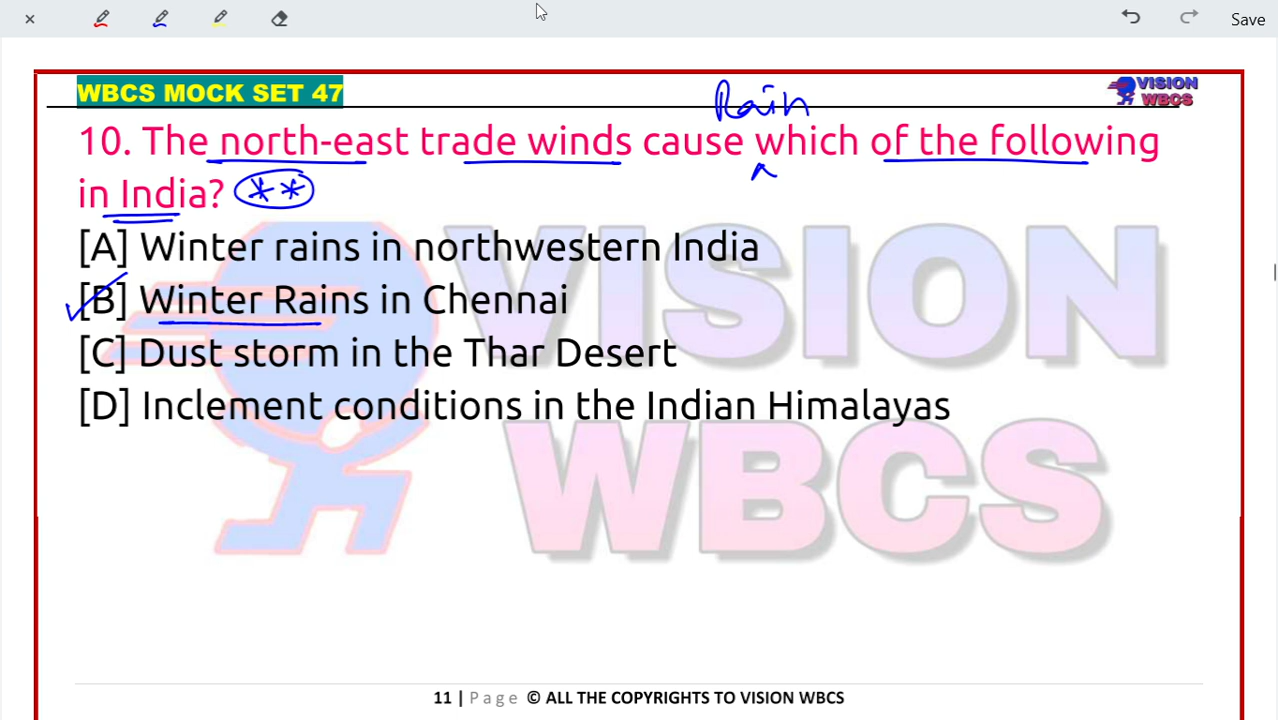 Save
WBCS MOCK SET 47
VISION
WBCS
Rain
10. The north-east trade winds cause which of the following
in India? **
[A] Winter rains in northwestern India
[B] Winter Rains in Chennai
[C] Dust storm in the Thar Desert
[D] Inclement conditions in the Indian Himalayas
VISION
WBCS
11 | Page © ALL THE COPYRIGHTS TO VISION WBCS